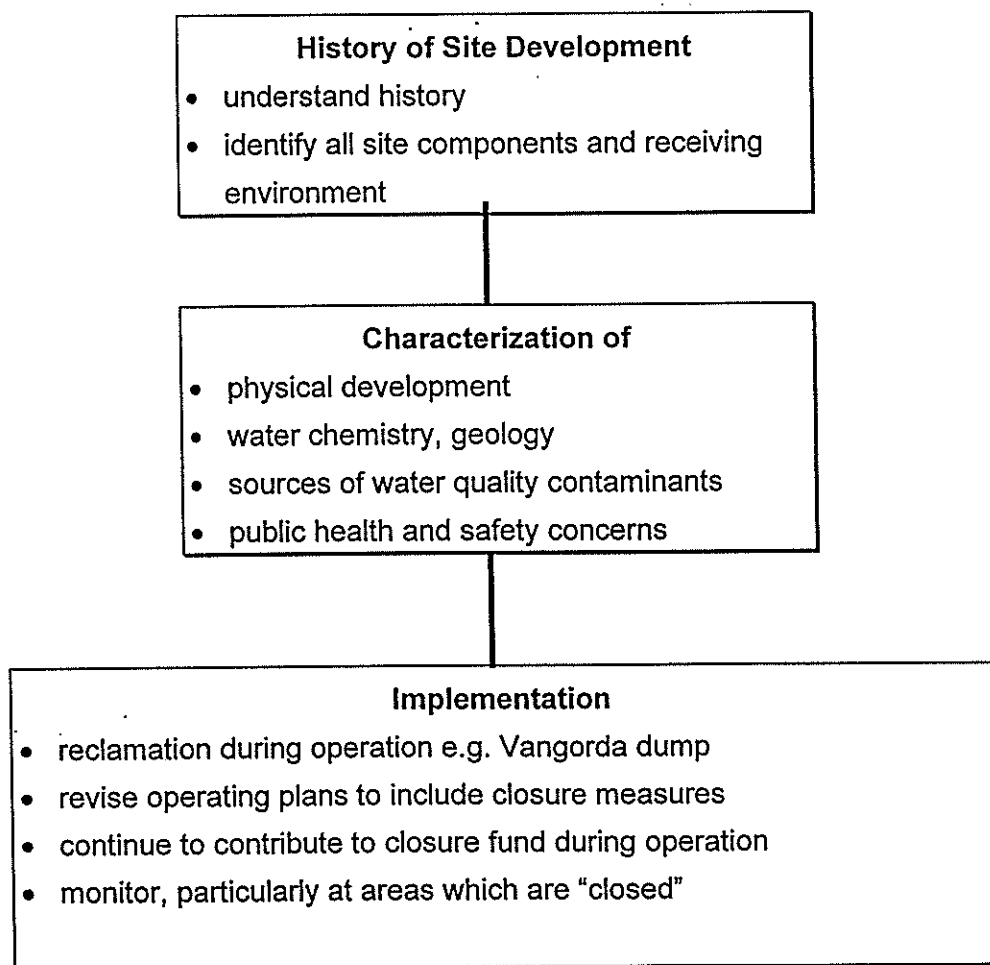 History of Site Development
• understand history
• identify all site components and receiving
environment
Characterization of
• physical development
• water chemistry, geology
• sources of water quality contaminants
• public health and safety concerns
Implementation
• reclamation during operation e.g. Vangorda dump
• revise operating plans to include closure measures
• continue to contribute to closure fund during operation
• monitor, particularly at areas which are “closed”